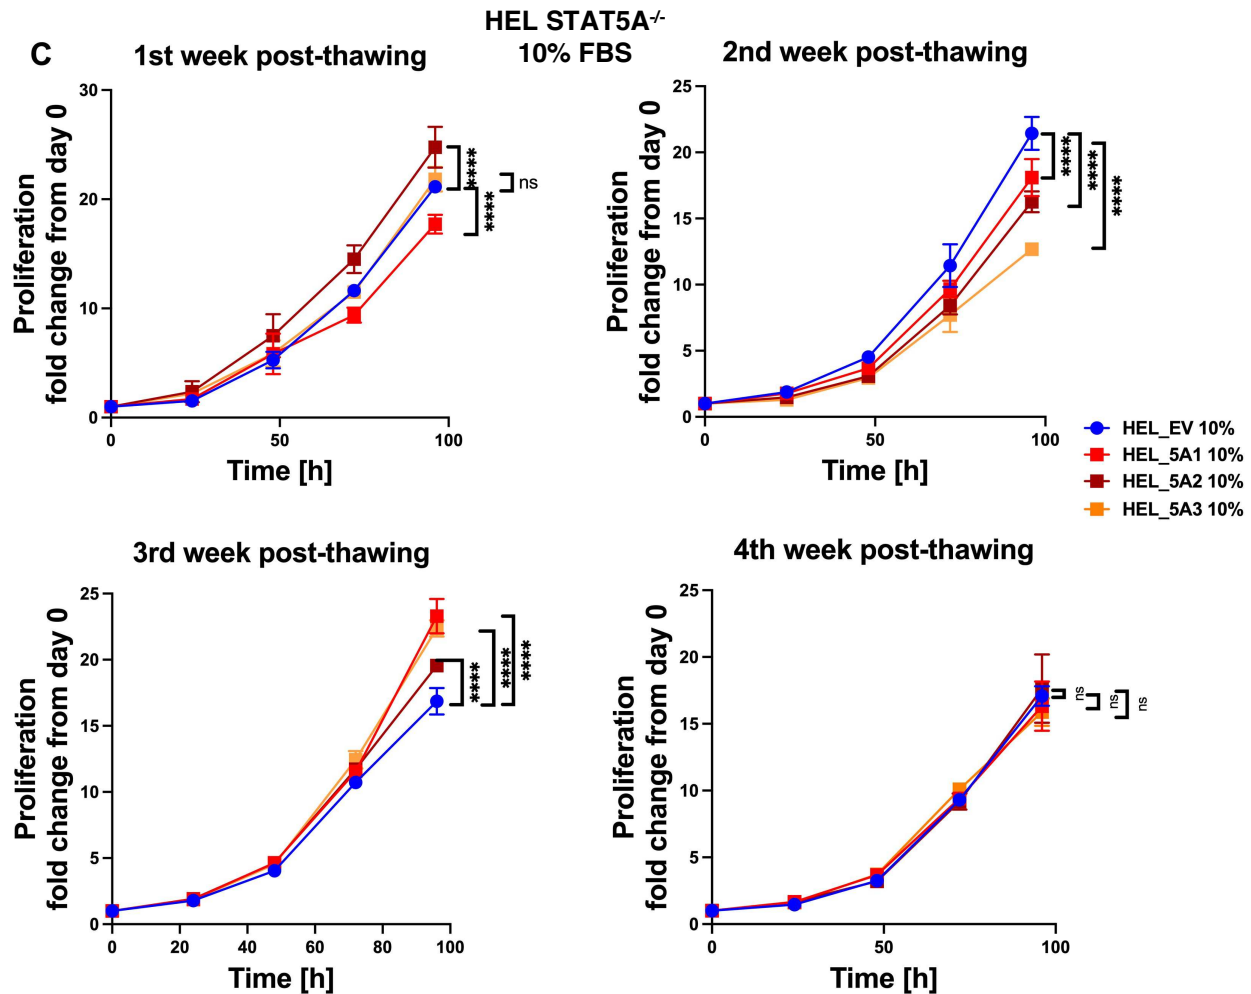 C
HEL STAT5A-/-
10% FBS
1st week post-thawing
Proliferation
fold change from day 0
30
20
10
0
0
50
100
Time [h]
****
****
ns
2nd week post-thawing
Proliferation
fold change from day 0
25
20
15
10
5
0
0
50
100
Time [h]
****
****
****
HEL_EV 10%
HEL_5A1 10%
HEL_5A2 10%
HEL_5A3 10%
3rd week post-thawing
Proliferation
fold change from day 0
25
20
15
10
5
0
0
20
40
60
80
100
Time [h]
****
****
****
4th week post-thawing
Proliferation
fold change from day 0
25
20
15
10
5
0
0
50
100
Time [h]
ns
ns
ns